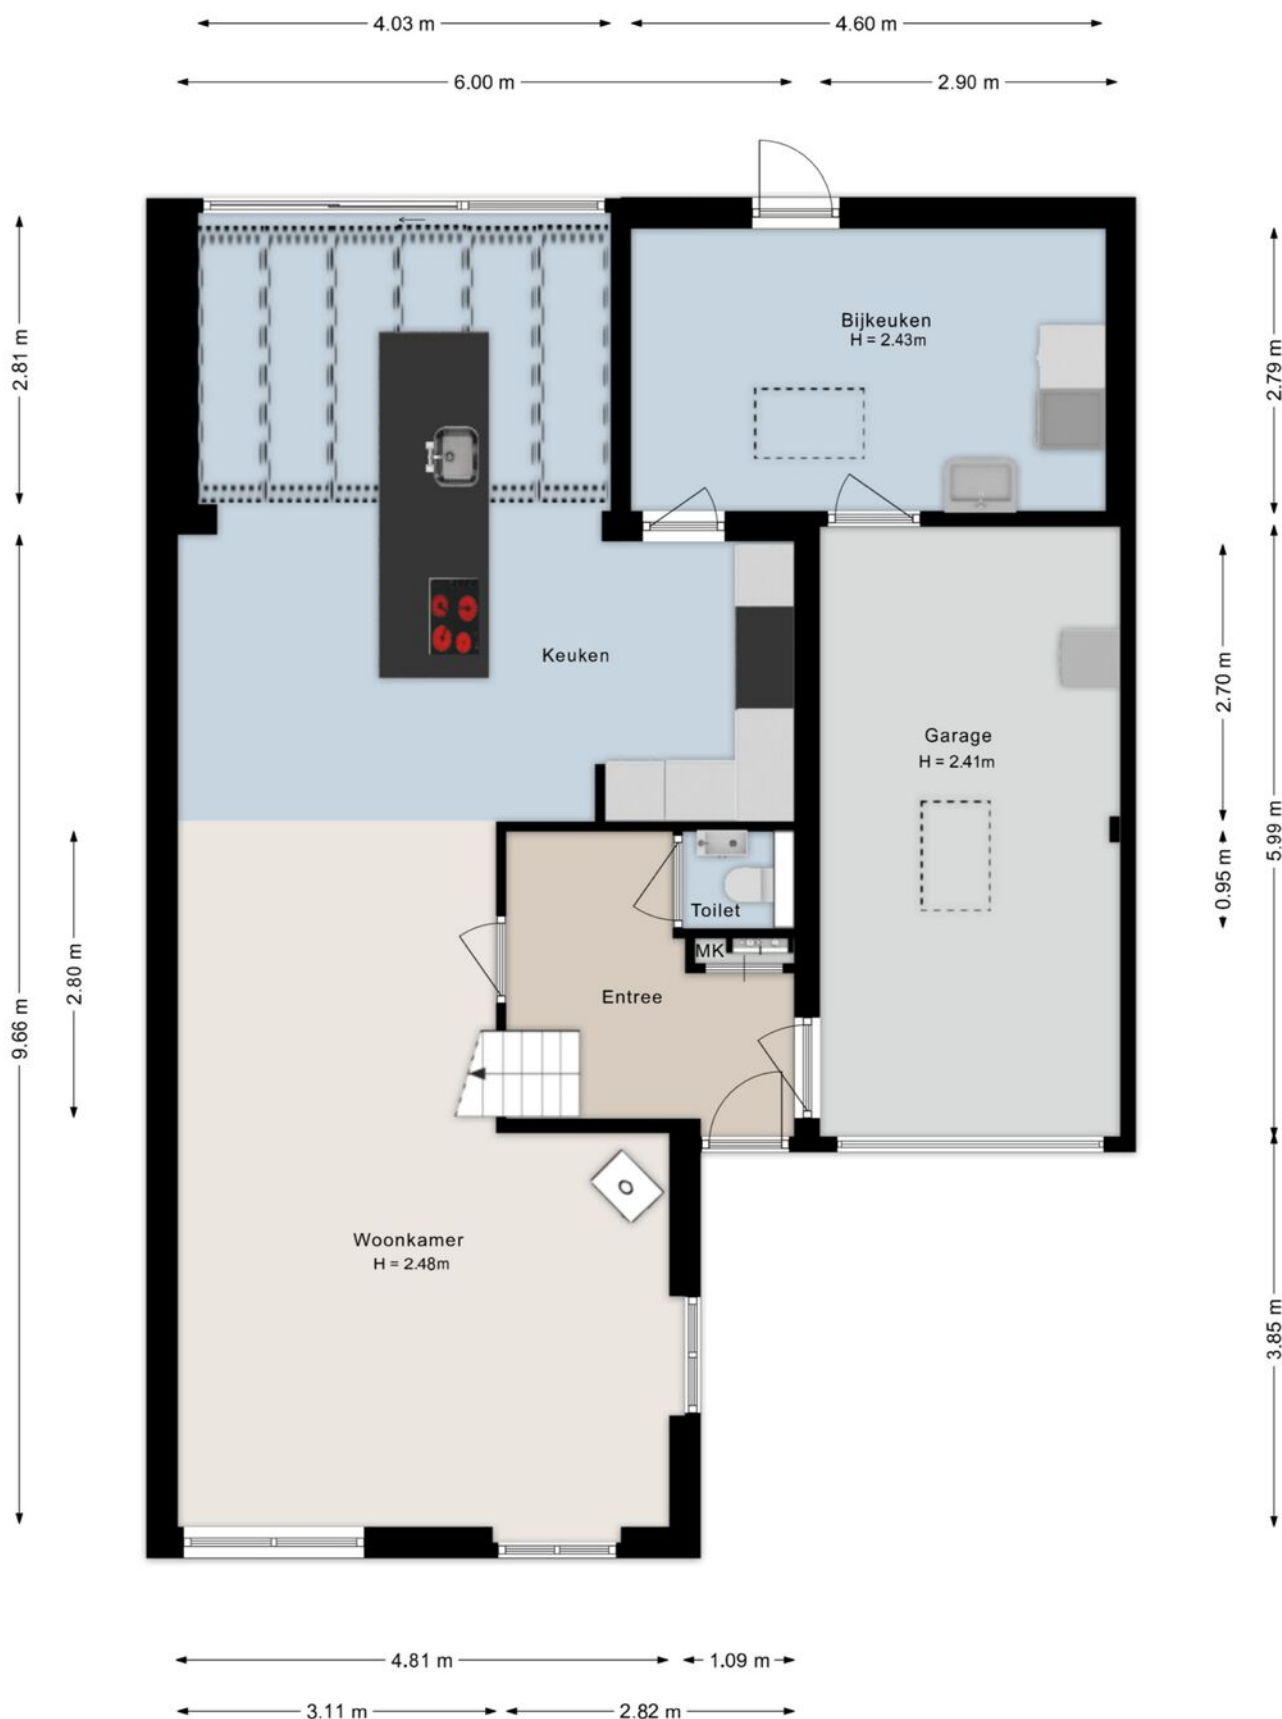 4.03 m
4.60 m
6.00 m
2.90 m
2.81 m
Bijkeuken
H = 2.43m
2.79 m
Keuken
2.70 m
Garage
H = 2.41m
5.99 m
0.95 m
Toilet
MK
2.80 m
Entree
9.66 m
Woonkamer
H = 2.48m
3.85 m
4.81 m
1.09 m
3.11 m
2.82 m